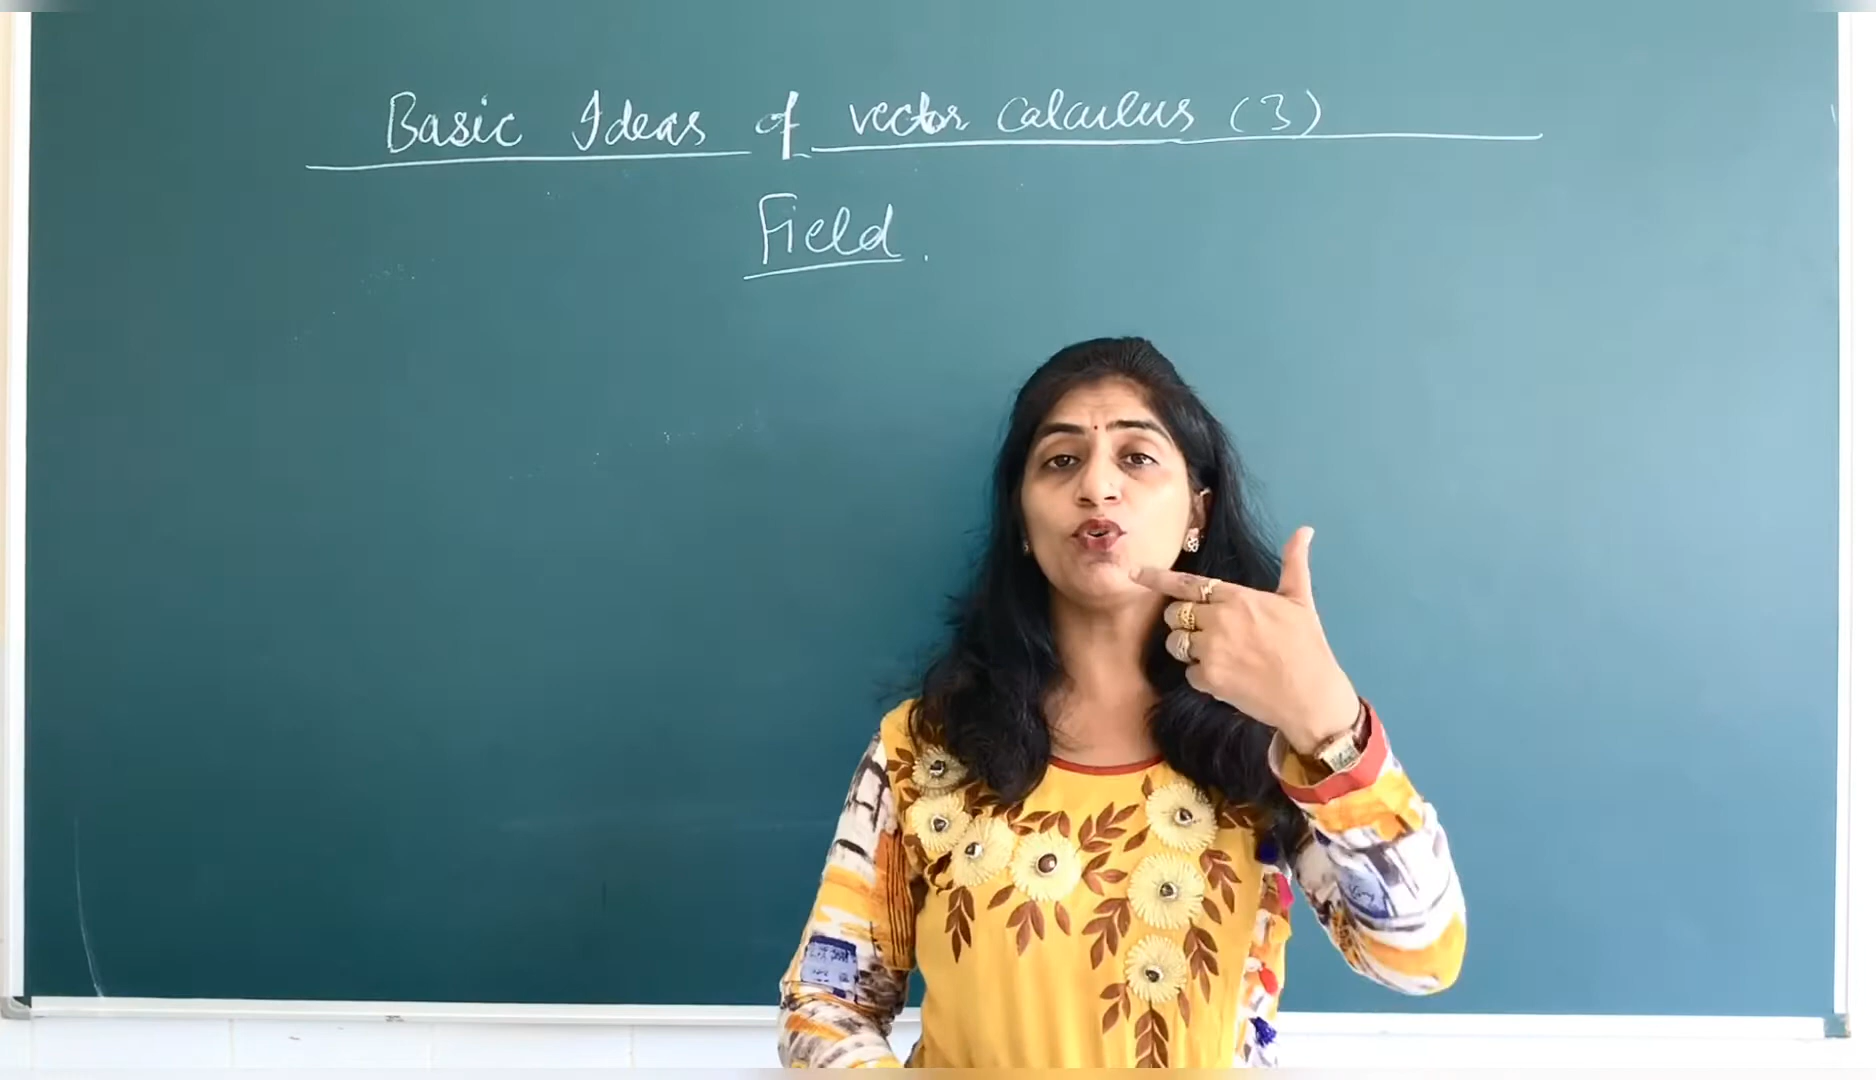 Basic Ideas of vector calculus (3)
Field.